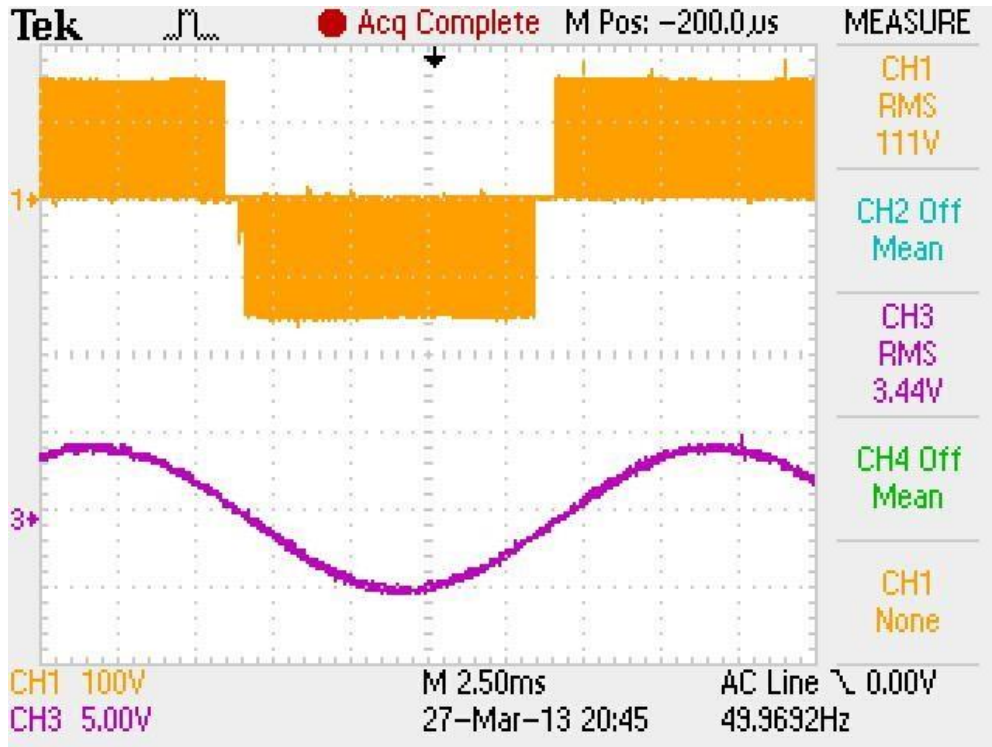 Tek Acq Complete M Pos: −200.0µs MEASURE
CH1
RMS
111V
1
CH2 Off
Mean
CH3
RMS
3.44V
CH4 Off
Mean
3
CH1
None
CH1 100V M 2.50ms AC Line 0.00V
CH3 5.00V 27−Mar−13 20:45 49.9692Hz